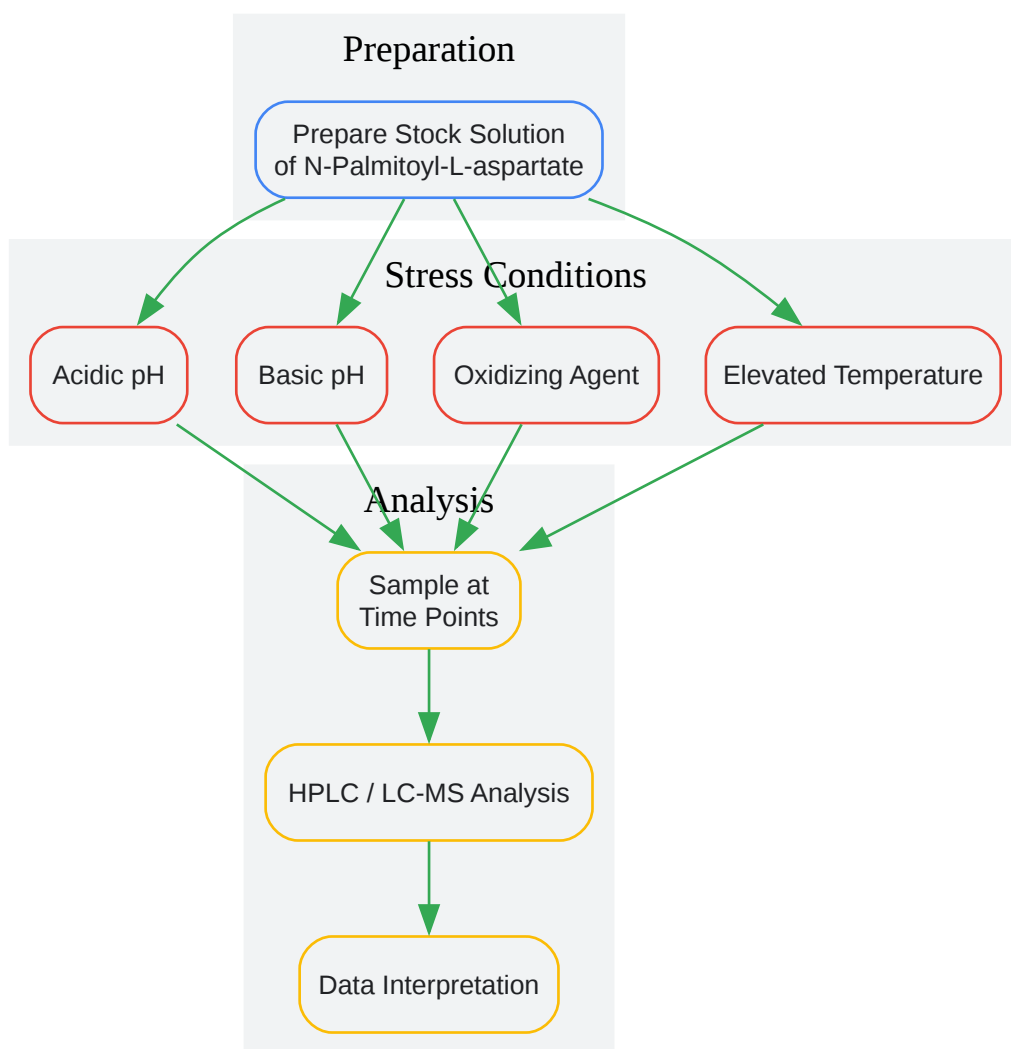 Preparation
Prepare Stock Solution
of N-Palmitoyl-L-aspartate
Stress Conditions
Acidic pH
Basic pH
Oxidizing Agent
Elevated Temperature
Analysis
Sample at
Time Points
HPLC / LC-MS Analysis
Data Interpretation